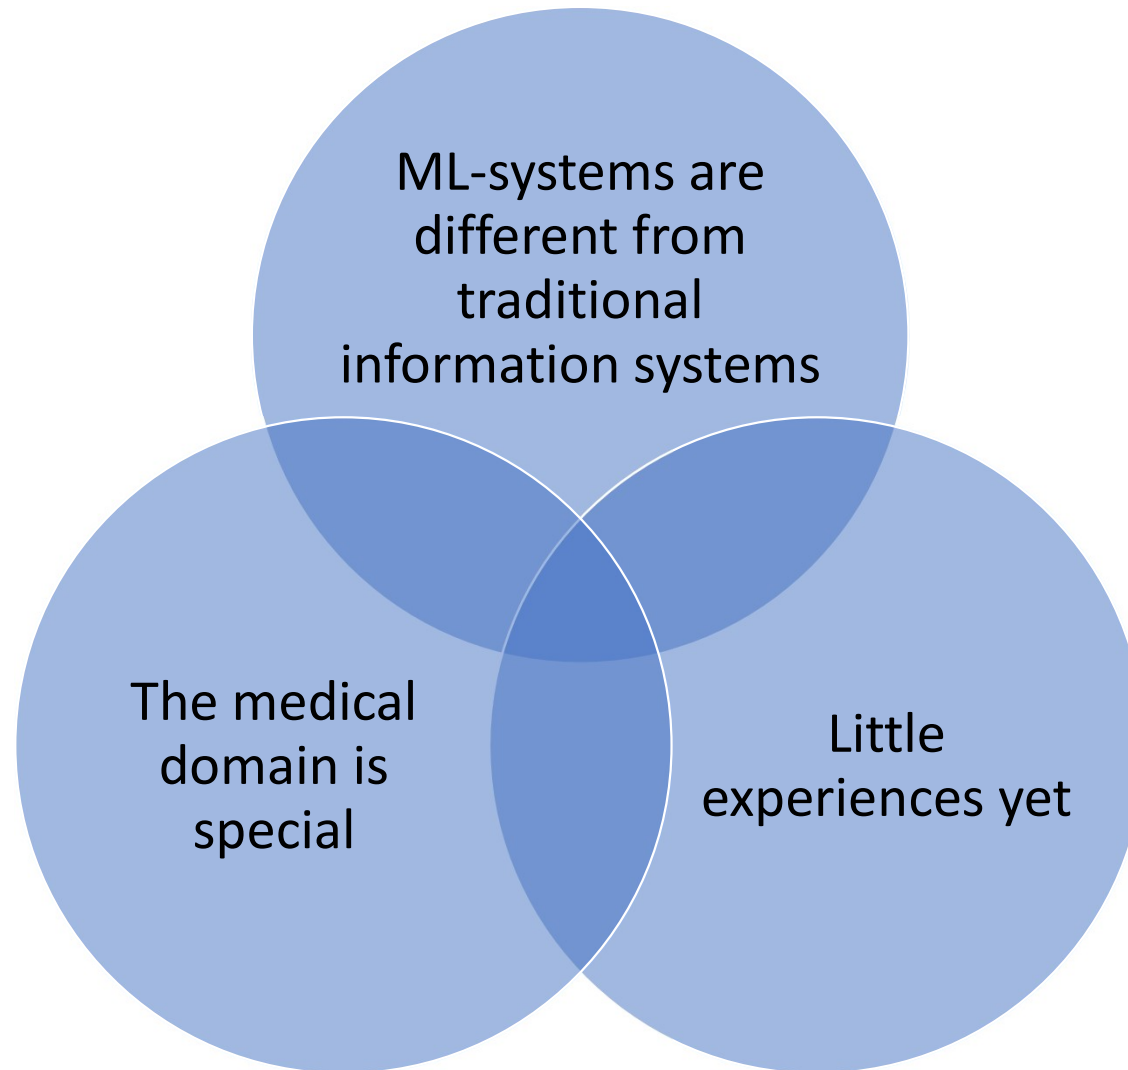 ML-systems are
different from
traditional
information systems
The medical
domain is
special
Little
experiences yet